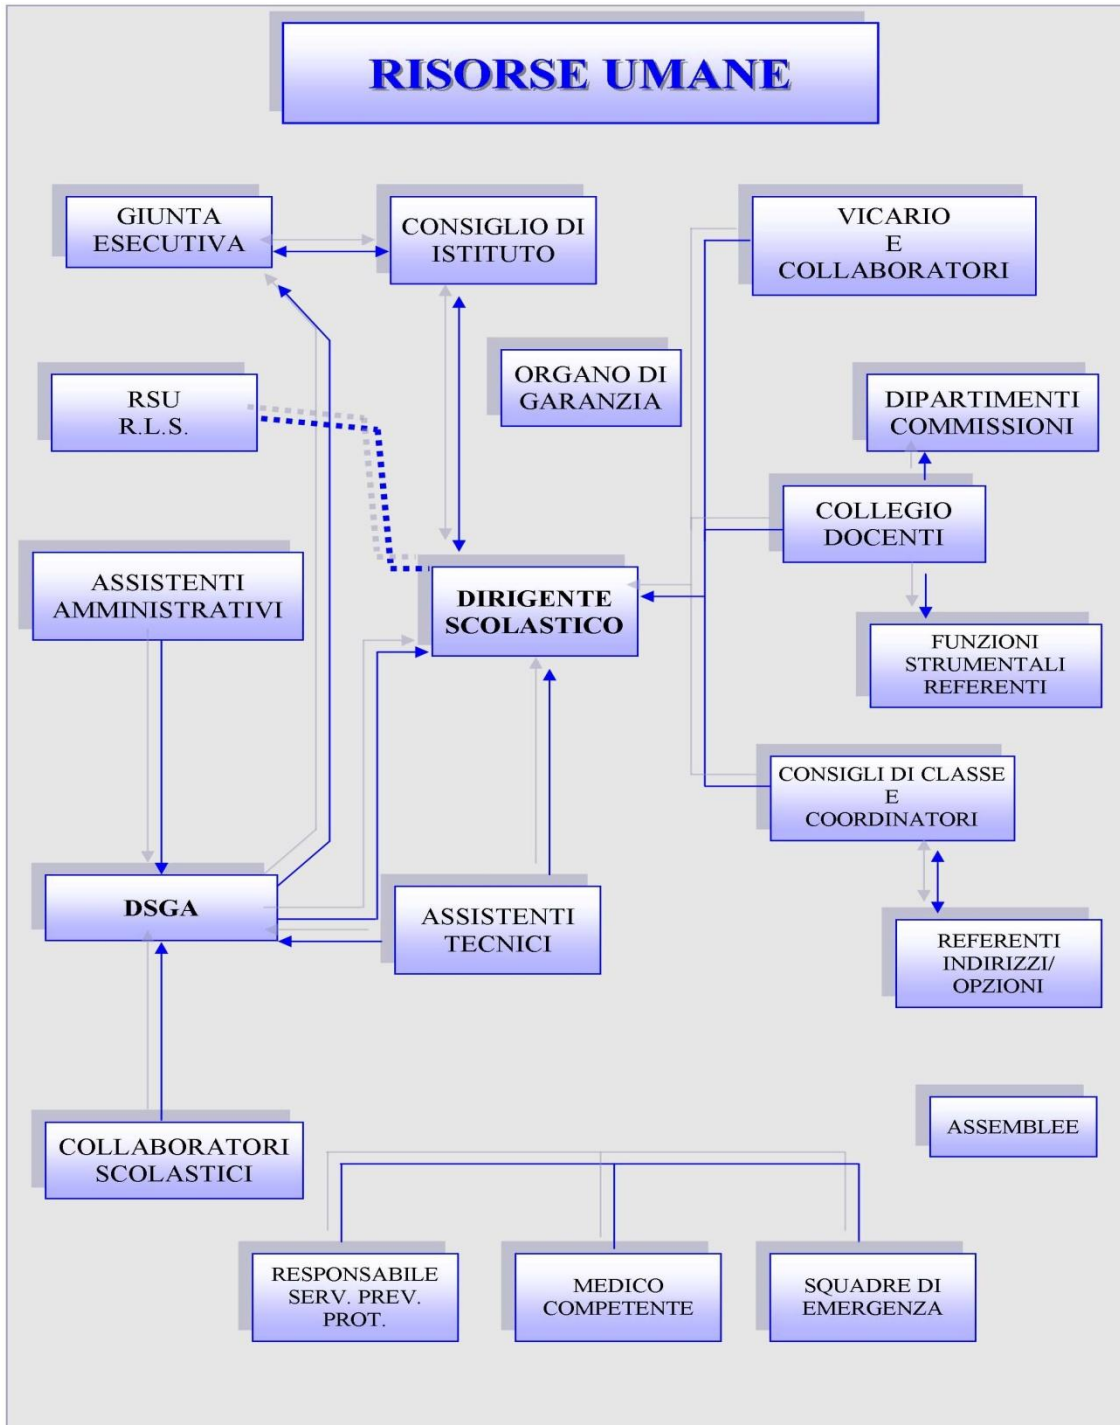 RISORSE UMANE
GIUNTA
ESECUTIVA
CONSIGLIO DI
ISTITUTO
VICARIO
E
COLLABORATORI
RSU
R.L.S.
ORGANO DI
GARANZIA
DIPARTIMENTI
COMMISSIONI
COLLEGIO
DOCENTI
ASSISTENTI
AMMINISTRATIVI
DIRIGENTE
SCOLASTICO
FUNZIONI
STRUMENTALI
REFERENTI
CONSIGLI DI CLASSE
E
COORDINATORI
DSGA
ASSISTENTI
TECNICI
REFERENTI
INDIRIZZI/
OPZIONI
COLLABORATORI
SCOLASTICI
ASSEMBLEE
RESPONSABILE
SERV. PREV.
PROT.
MEDICO
COMPETENTE
SQUADRE DI
EMERGENZA